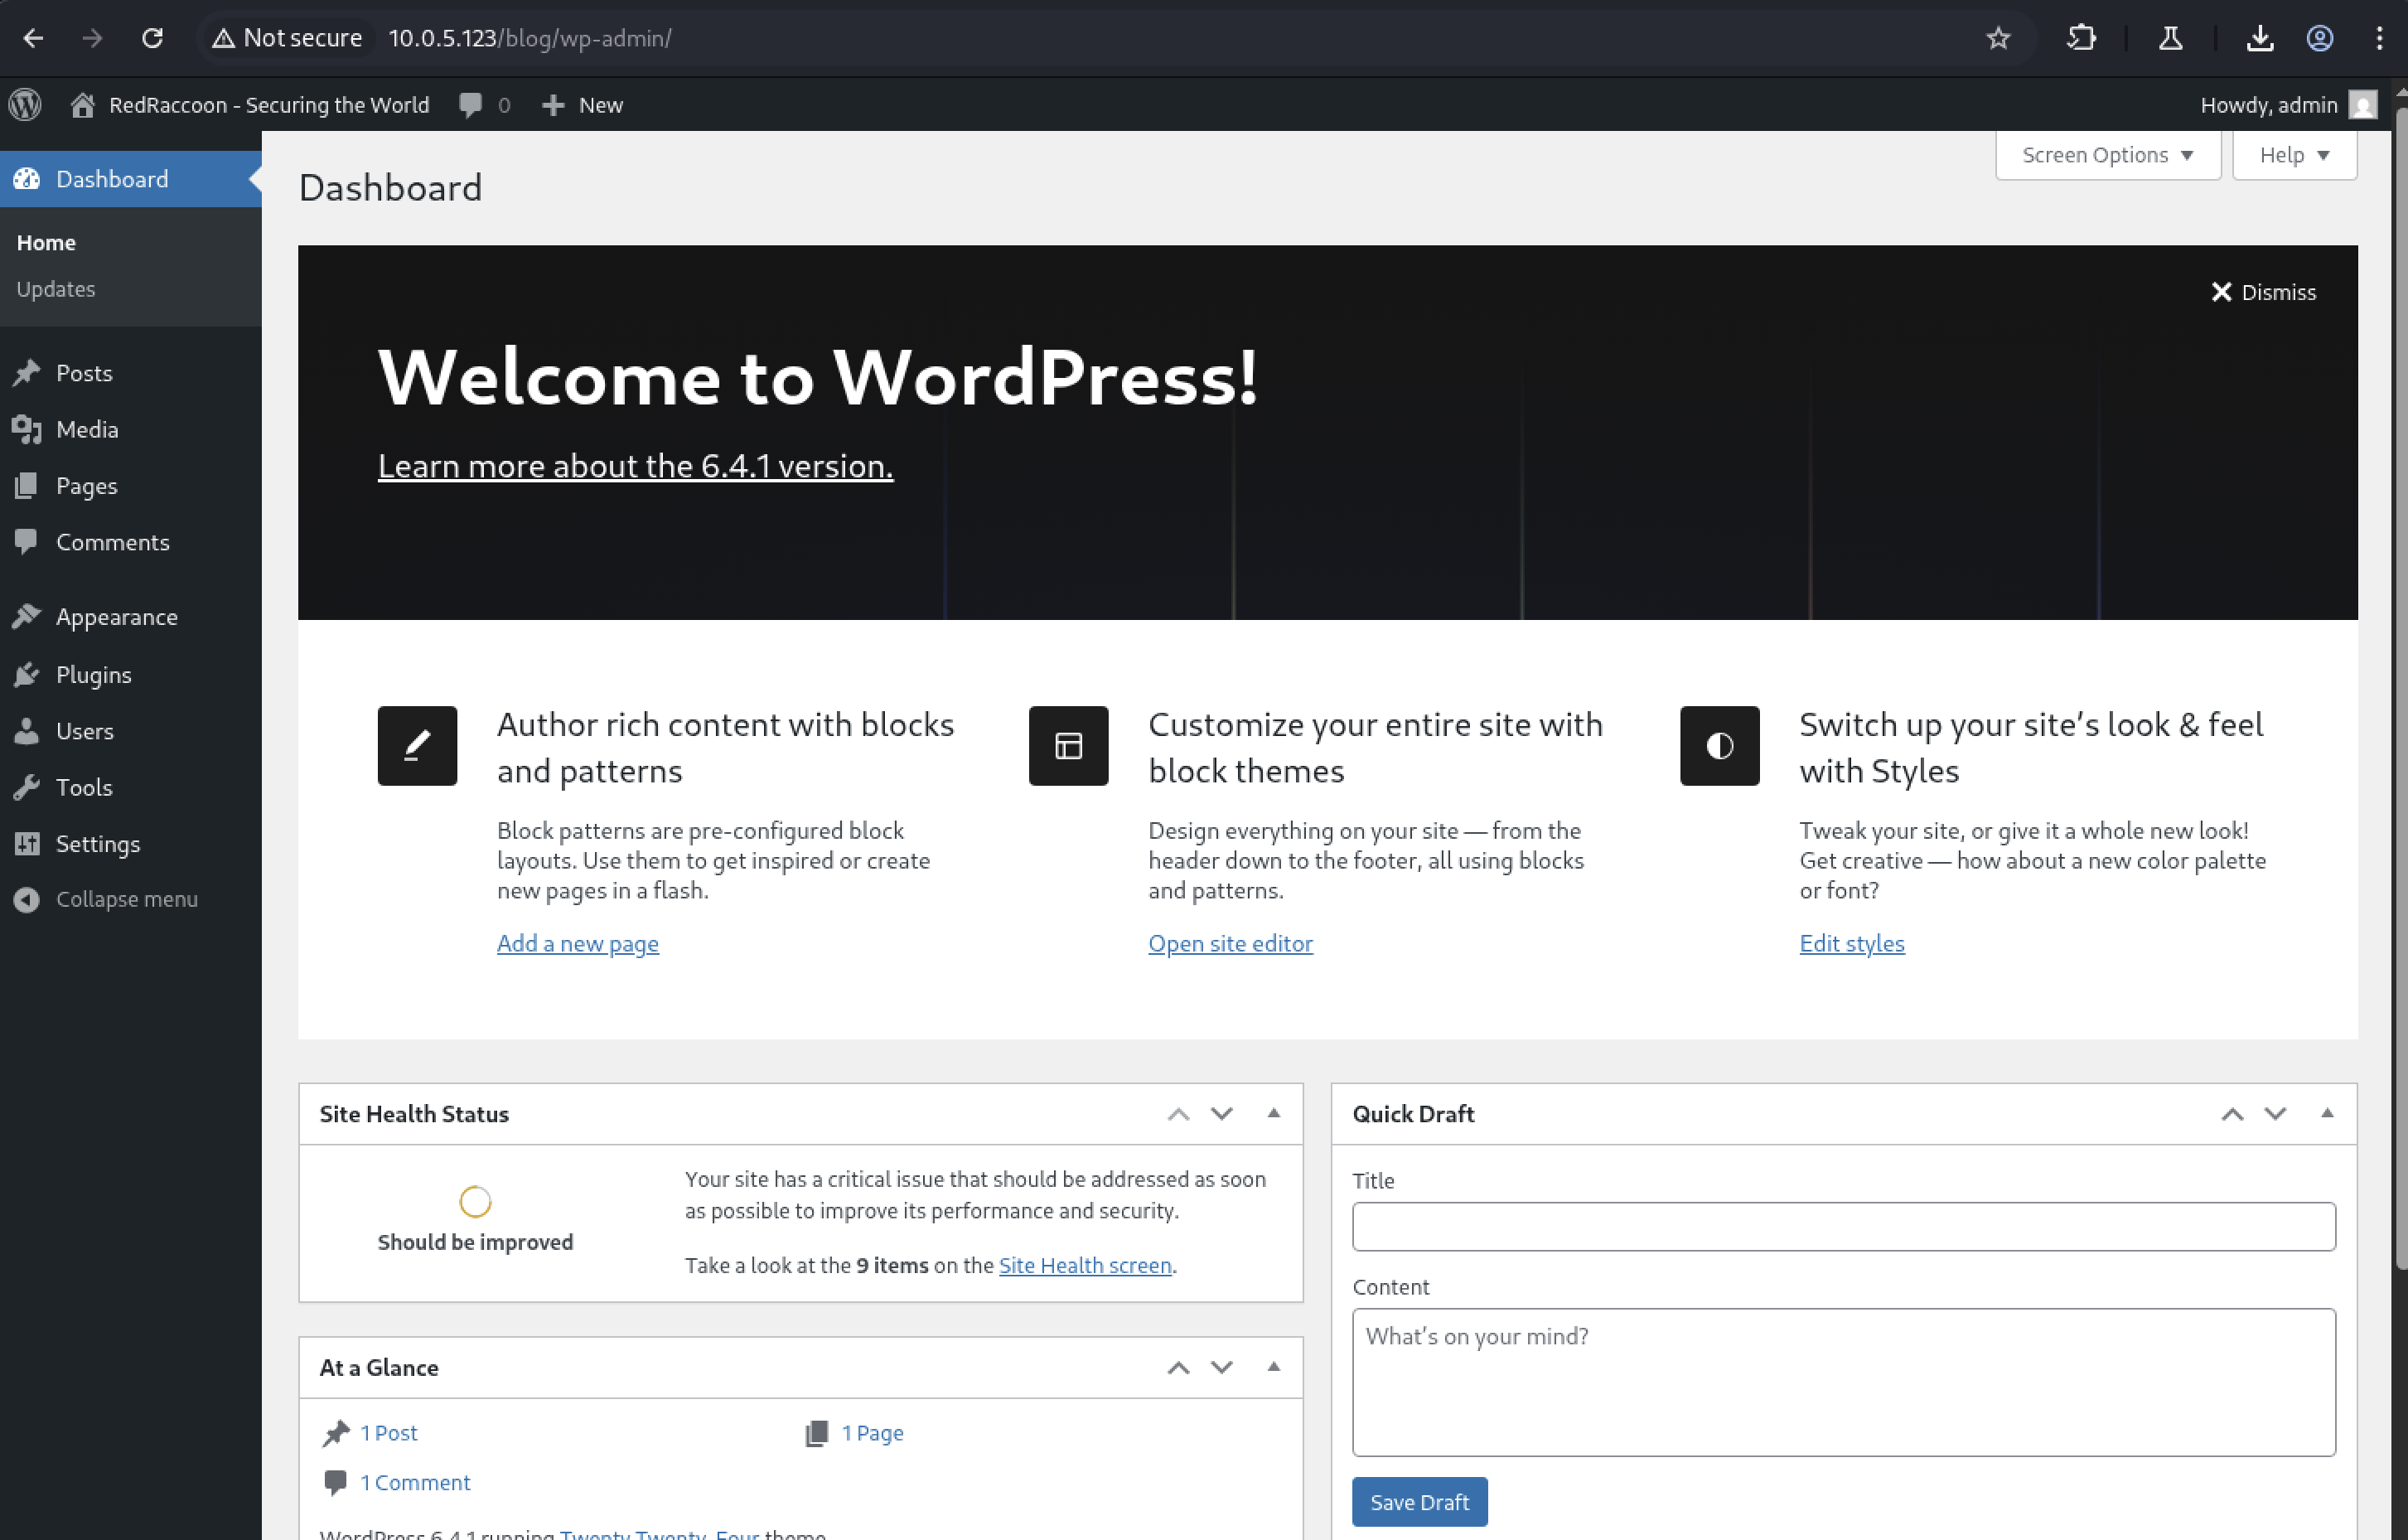 Not secure 10.0.5.123/blog/wp-admin/
RedRaccoon - Securing the World 0 New
Howdy, admin
Dashboard
Home
Updates
Posts
Media
Pages
Comments
Appearance
Plugins
Users
Tools
Settings
Collapse menu
Screen Options
Help
Dashboard
Dismiss
Welcome to WordPress!
Learn more about the 6.4.1 version.
Author rich content with blocks
and patterns
Block patterns are pre-configured block
layouts. Use them to get inspired or create
new pages in a flash.
Add a new page
Customize your entire site with
block themes
Design everything on your site — from the
header down to the footer, all using blocks
and patterns.
Open site editor
Switch up your site’s look & feel
with Styles
Tweak your site, or give it a whole new look!
Get creative — how about a new color palette
or font?
Edit styles
Site Health Status
Should be improved
Your site has a critical issue that should be addressed as soon
as possible to improve its performance and security.
Take a look at the 9 items on the Site Health screen.
At a Glance
1 Post
1 Page
1 Comment
WordPress 6.4.1 running Twenty Twenty-Four theme.
Quick Draft
Title
Content
What’s on your mind?
Save Draft